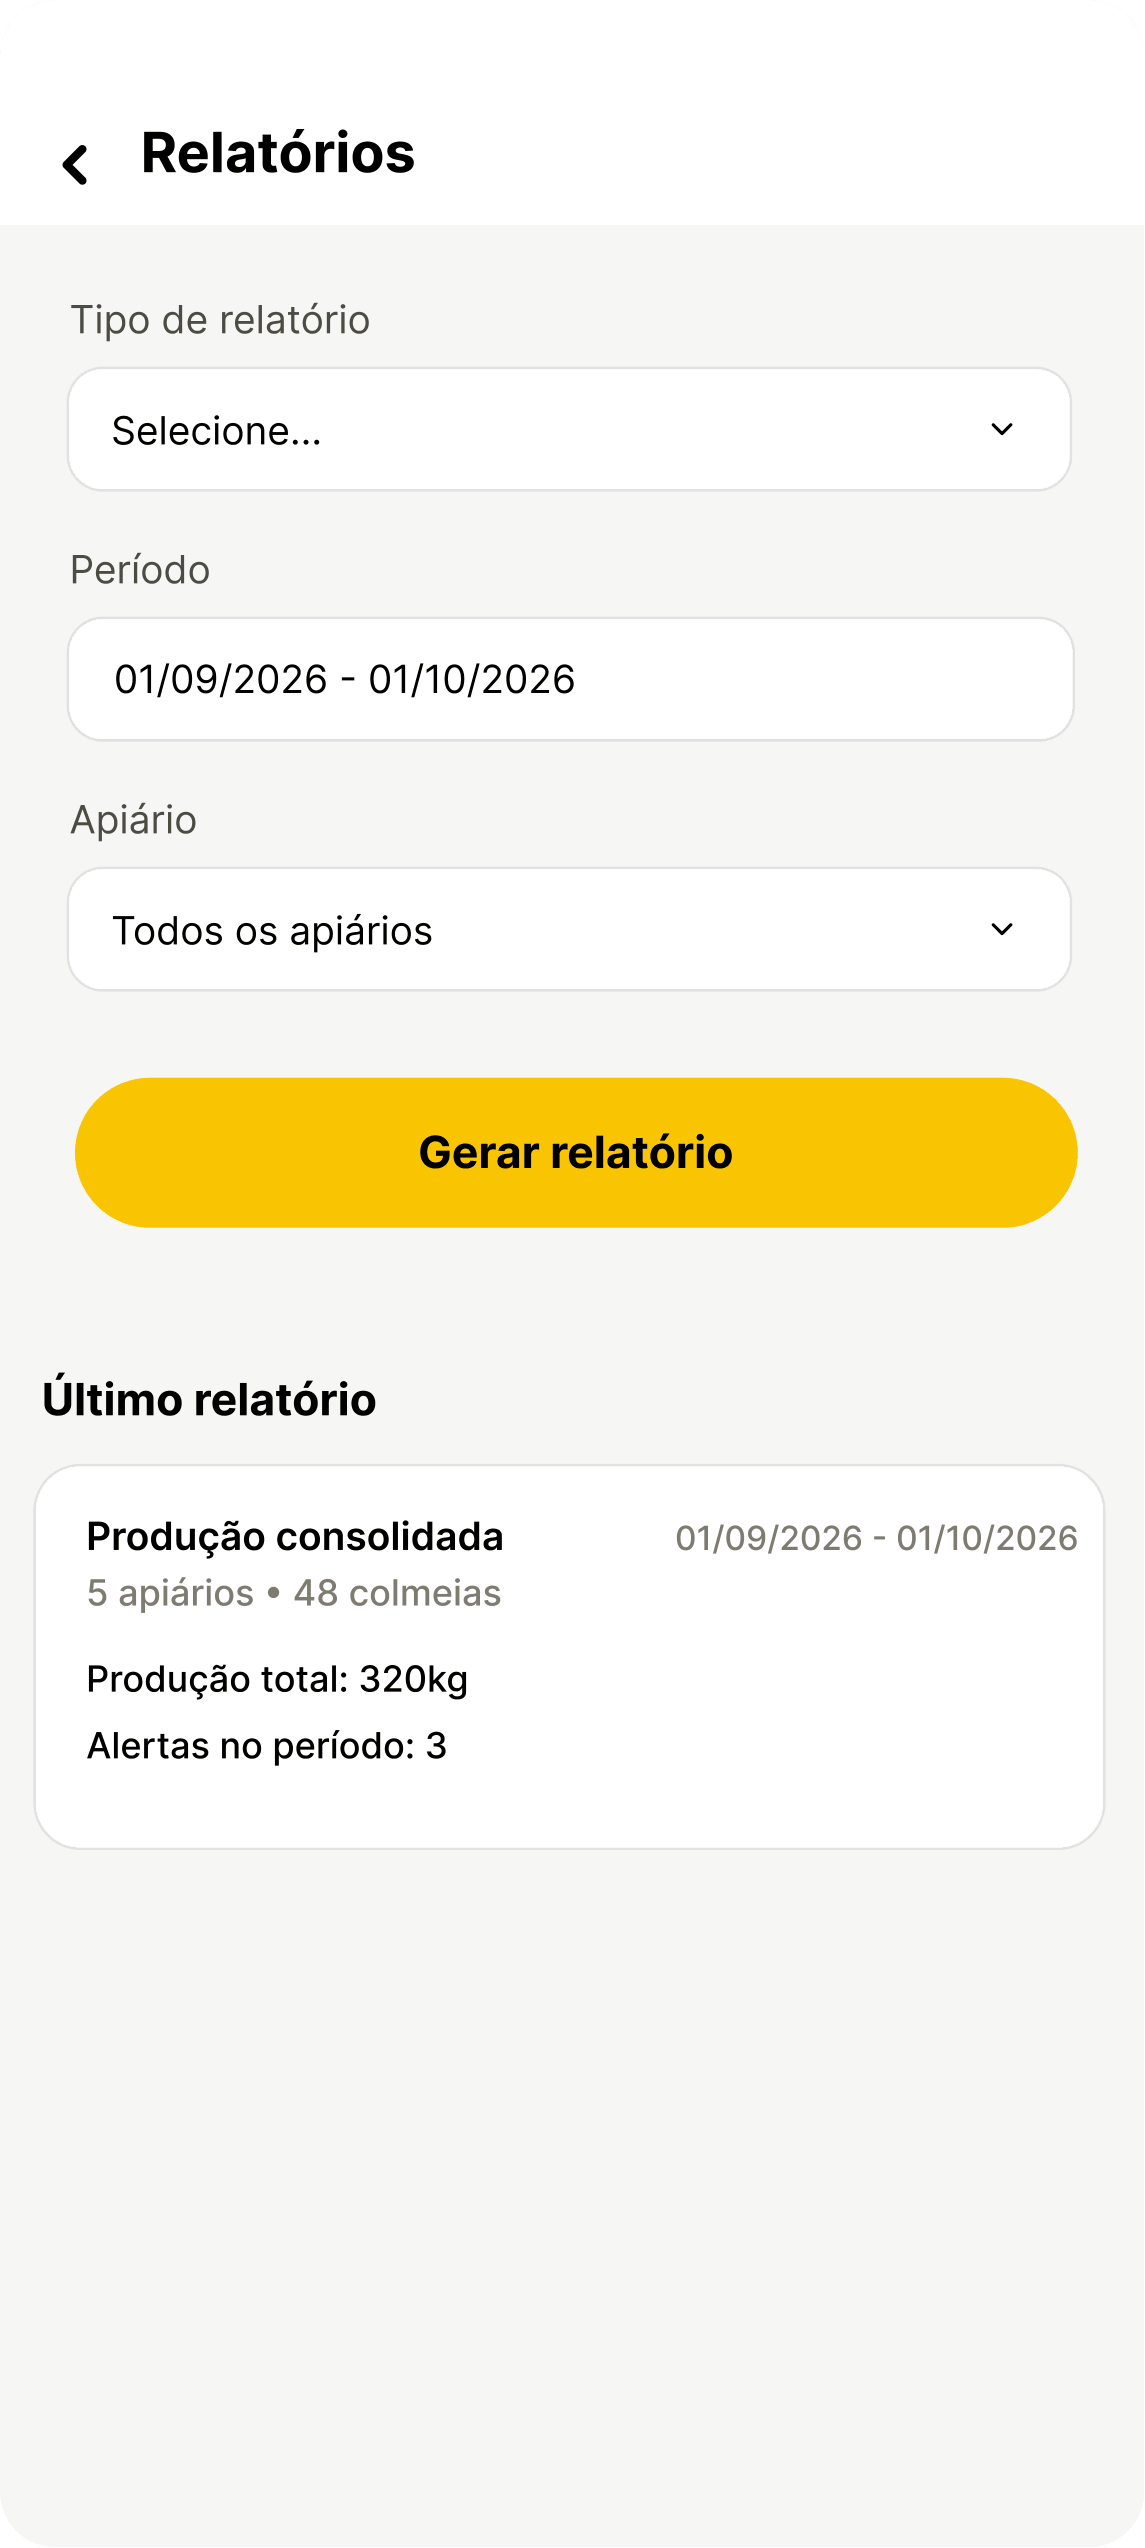 Relatórios
Tipo de relatório
Selecione...
Período
01/09/2026 - 01/10/2026
Apiário
Todos os apiários
Gerar relatório
Último relatório
Produção consolidada 01/09/2026 - 01/10/2026
5 apiários • 48 colmeias
Produção total: 320kg
Alertas no período: 3